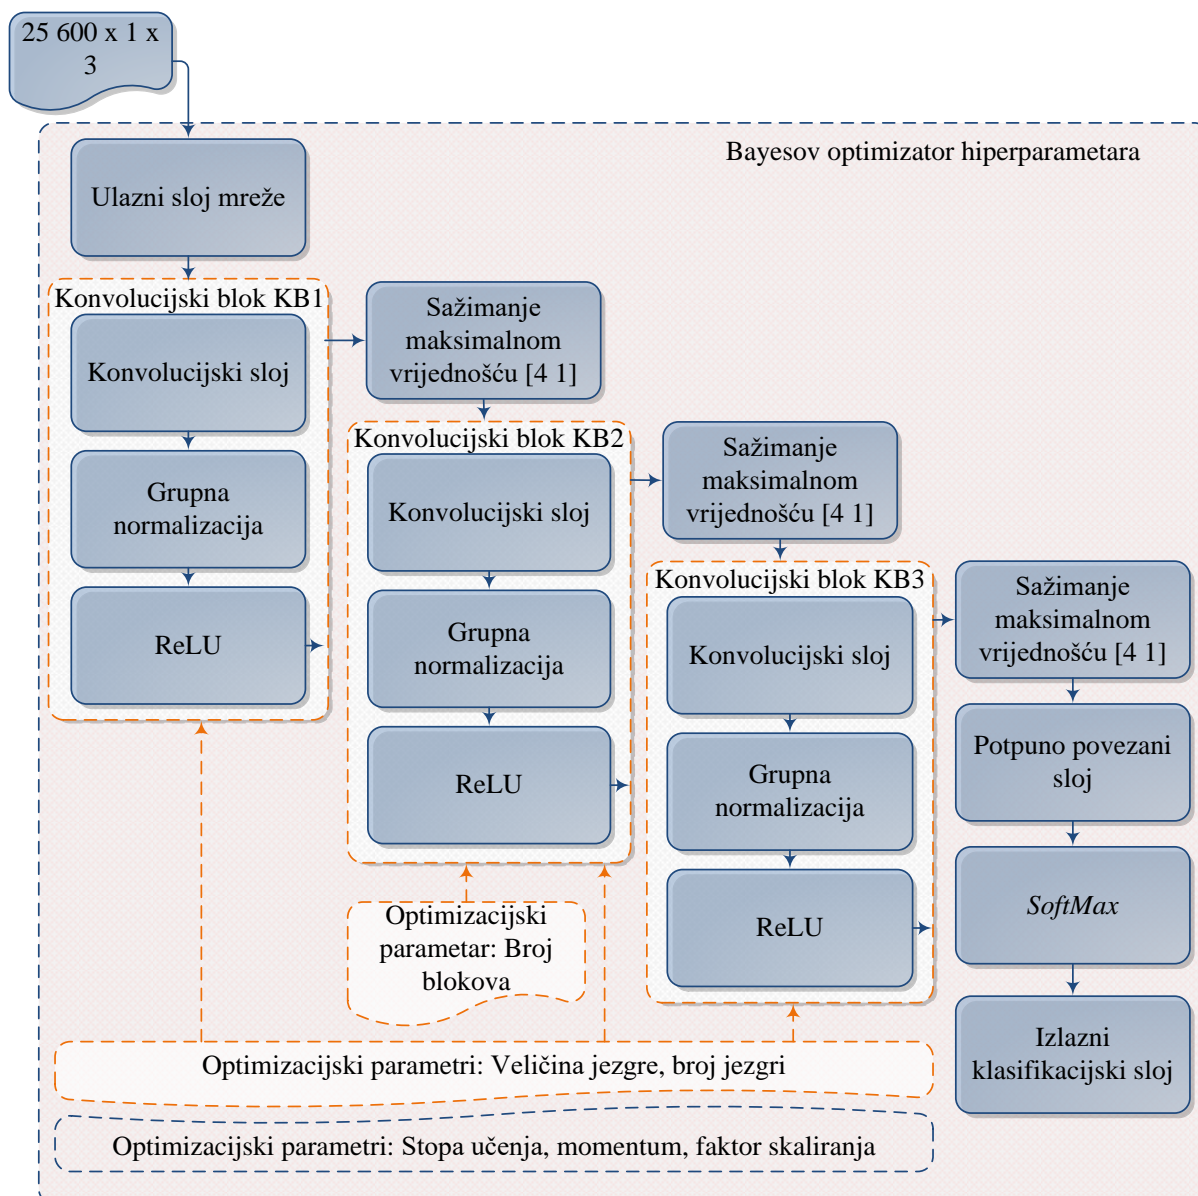 25 600 x 1 x
3
Bayesov optimizator hiperparametara
Ulazni sloj mreže
Konvolucijski blok KB1
Konvolucijski sloj
Grupna
normalizacija
ReLU
Sažimanje
maksimalnom
vrijednošću [4 1]
Konvolucijski blok KB2
Konvolucijski sloj
Grupna
normalizacija
ReLU
Sažimanje
maksimalnom
vrijednošću [4 1]
Konvolucijski blok KB3
Konvolucijski sloj
Grupna
normalizacija
ReLU
Sažimanje
maksimalnom
vrijednošću [4 1]
Potpuno povezani
sloj
SoftMax
Izlazni
klasifikacijski sloj
Optimizacijski
parametar: Broj
blokova
Optimizacijski parametri: Veličina jezgre, broj jezgri
Optimizacijski parametri: Stopa učenja, momentum, faktor skaliranja